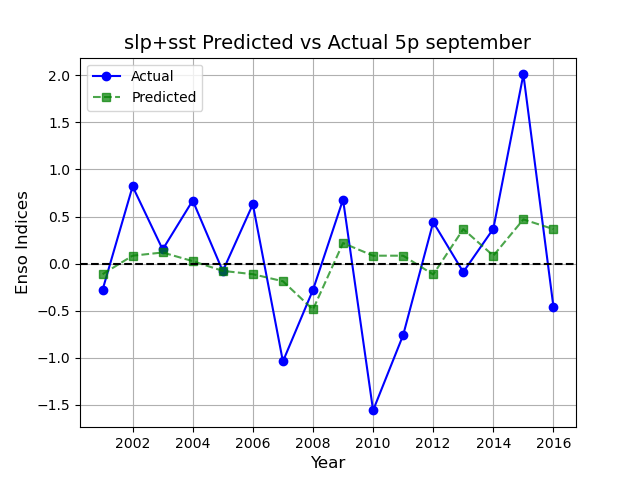 slp+sst Predicted vs Actual 5p september
Actual
Predicted
Enso Indices
2.0
1.5
1.0
0.5
0.0
−0.5
−1.0
−1.5
2002 2004 2006 2008 2010 2012 2014 2016
Year